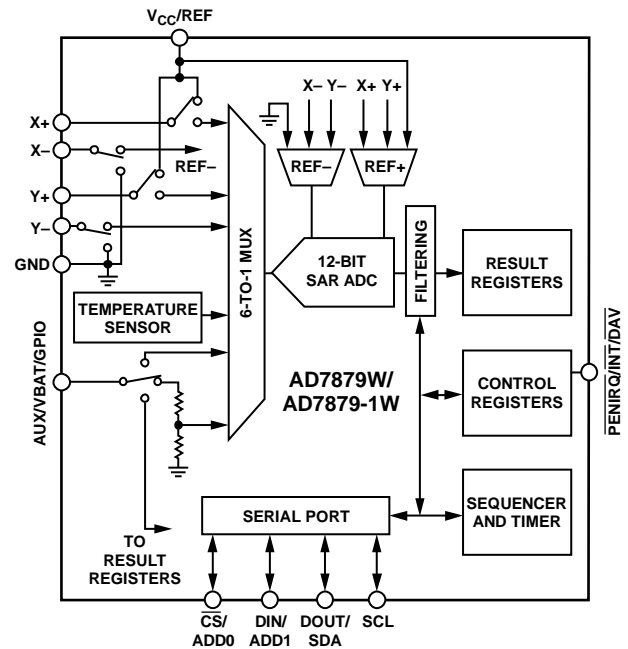 VCC/REF
X– Y– X+ Y+
X+
X–
REF–
Y+
Y–
GND
REF–
REF+
6-TO-1 MUX
12-BIT
SAR ADC
FILTERING
RESULT
REGISTERS
TEMPERATURE
SENSOR
AUX/VBAT/GPIO
AD7879W/
AD7879-1W
CONTROL
REGISTERS
PENIRQ/INT/DAV
SEQUENCER
AND TIMER
SERIAL PORT
TO
RESULT
REGISTERS
CS/
ADD0
DIN/
ADD1
DOUT/
SDA
SCL